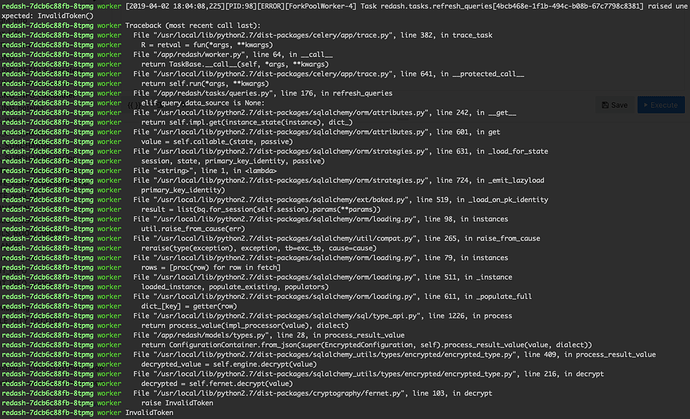 redash-7dcb6c88fb-8tpmg worker [2019-04-02 18:04:08,225][PID:98][ERROR][ForkPoolWorker-4] Task redash.tasks.refresh_queries[4bcb468e-1f1b-494c-b08b-67c7798c8381] raised une
xpected: InvalidToken()
redash-7dcb6c88fb-8tpmg worker Traceback (most recent call last):
redash-7dcb6c88fb-8tpmg worker   File "/usr/local/lib/python2.7/dist-packages/celery/app/trace.py", line 382, in trace_task
redash-7dcb6c88fb-8tpmg worker     R = retval = fun(*args, **kwargs)
redash-7dcb6c88fb-8tpmg worker   File "/app/redash/worker.py", line 64, in __call__
redash-7dcb6c88fb-8tpmg worker     return TaskBase.__call__(self, *args, **kwargs)
redash-7dcb6c88fb-8tpmg worker   File "/usr/local/lib/python2.7/dist-packages/celery/app/trace.py", line 641, in __protected_call__
redash-7dcb6c88fb-8tpmg worker     return self.run(*args, **kwargs)
redash-7dcb6c88fb-8tpmg worker   File "/app/redash/tasks/queries.py", line 176, in refresh_queries
redash-7dcb6c88fb-8tpmg worker     elif query.data_source is None:
Save Execute
redash-7dcb6c88fb-8tpmg worker   File "/usr/local/lib/python2.7/dist-packages/sqlalchemy/orm/attributes.py", line 242, in __get__
redash-7dcb6c88fb-8tpmg worker     return self.impl.get(instance_state(instance), dict_)
redash-7dcb6c88fb-8tpmg worker   File "/usr/local/lib/python2.7/dist-packages/sqlalchemy/orm/attributes.py", line 601, in get
redash-7dcb6c88fb-8tpmg worker     value = self.callable_(state, passive)
redash-7dcb6c88fb-8tpmg worker   File "/usr/local/lib/python2.7/dist-packages/sqlalchemy/orm/strategies.py", line 631, in _load_for_state
redash-7dcb6c88fb-8tpmg worker     session, state, primary_key_identity, passive)
redash-7dcb6c88fb-8tpmg worker   File "<string>", line 1, in <lambda>
redash-7dcb6c88fb-8tpmg worker   File "/usr/local/lib/python2.7/dist-packages/sqlalchemy/orm/strategies.py", line 724, in _emit_lazyload
redash-7dcb6c88fb-8tpmg worker     primary_key_identity)
redash-7dcb6c88fb-8tpmg worker   File "/usr/local/lib/python2.7/dist-packages/sqlalchemy/ext/baked.py", line 519, in _load_on_pk_identity
redash-7dcb6c88fb-8tpmg worker     result = list(bq.for_session(self.session).params(**params))
redash-7dcb6c88fb-8tpmg worker   File "/usr/local/lib/python2.7/dist-packages/sqlalchemy/orm/loading.py", line 98, in instances
redash-7dcb6c88fb-8tpmg worker     util.raise_from_cause(err)
redash-7dcb6c88fb-8tpmg worker   File "/usr/local/lib/python2.7/dist-packages/sqlalchemy/util/compat.py", line 265, in raise_from_cause
redash-7dcb6c88fb-8tpmg worker     reraise(type(exception), exception, tb=exc_tb, cause=cause)
redash-7dcb6c88fb-8tpmg worker   File "/usr/local/lib/python2.7/dist-packages/sqlalchemy/orm/loading.py", line 79, in instances
redash-7dcb6c88fb-8tpmg worker     rows = [proc(row) for row in fetch]
redash-7dcb6c88fb-8tpmg worker   File "/usr/local/lib/python2.7/dist-packages/sqlalchemy/orm/loading.py", line 511, in _instance
redash-7dcb6c88fb-8tpmg worker     loaded_instance, populate_existing, populators)
redash-7dcb6c88fb-8tpmg worker   File "/usr/local/lib/python2.7/dist-packages/sqlalchemy/orm/loading.py", line 611, in _populate_full
redash-7dcb6c88fb-8tpmg worker     dict_[key] = getter(row)
redash-7dcb6c88fb-8tpmg worker   File "/usr/local/lib/python2.7/dist-packages/sqlalchemy/sql/type_api.py", line 1226, in process
redash-7dcb6c88fb-8tpmg worker     return process_value(impl_processor(value), dialect)
redash-7dcb6c88fb-8tpmg worker   File "/app/redash/models/types.py", line 28, in process_result_value
redash-7dcb6c88fb-8tpmg worker     return ConfigurationContainer.from_json(super(EncryptedConfiguration, self).process_result_value(value, dialect))
redash-7dcb6c88fb-8tpmg worker   File "/usr/local/lib/python2.7/dist-packages/sqlalchemy_utils/types/encrypted/encrypted_type.py", line 409, in process_result_value
redash-7dcb6c88fb-8tpmg worker     decrypted_value = self.engine.decrypt(value)
redash-7dcb6c88fb-8tpmg worker   File "/usr/local/lib/python2.7/dist-packages/sqlalchemy_utils/types/encrypted/encrypted_type.py", line 216, in decrypt
redash-7dcb6c88fb-8tpmg worker     decrypted = self.fernet.decrypt(value)
redash-7dcb6c88fb-8tpmg worker   File "/usr/local/lib/python2.7/dist-packages/cryptography/fernet.py", line 103, in decrypt
redash-7dcb6c88fb-8tpmg worker     raise InvalidToken
redash-7dcb6c88fb-8tpmg worker InvalidToken